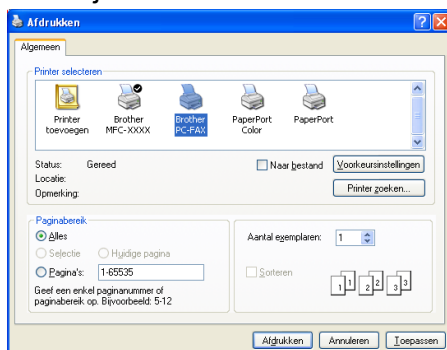 Afdrukken
Algemeen
Printer selecteren
Printer toevoegen
Brother MFC-XXXX
Brother PC-FAX
PaperPort Color
PaperPort
Status: Gereed
Locatie:
Opmerking:
Naar bestand
Voorkeursinstellingen
Printer zoeken...
Paginabereik
Alles
Selectie
Huidige pagina
Pagina's: 1-65535
Geef een enkel paginanummer of
paginabereik op. Bijvoorbeeld: 5-12
Aantal exemplaren: 1
Sorteren
1 1 2 2 3 3
Afdrukken
Annuleren
Toepassen